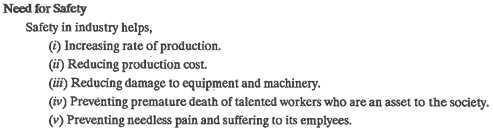 Need for Safety
Safety in industry helps,
(i) Increasing rate of production.
(ii) Reducing production cost.
(iii) Reducing damage to equipment and machinery.
(iv) Preventing premature death of talented workers who are an asset to the society.
(v) Preventing needless pain and suffering to its emplyees.